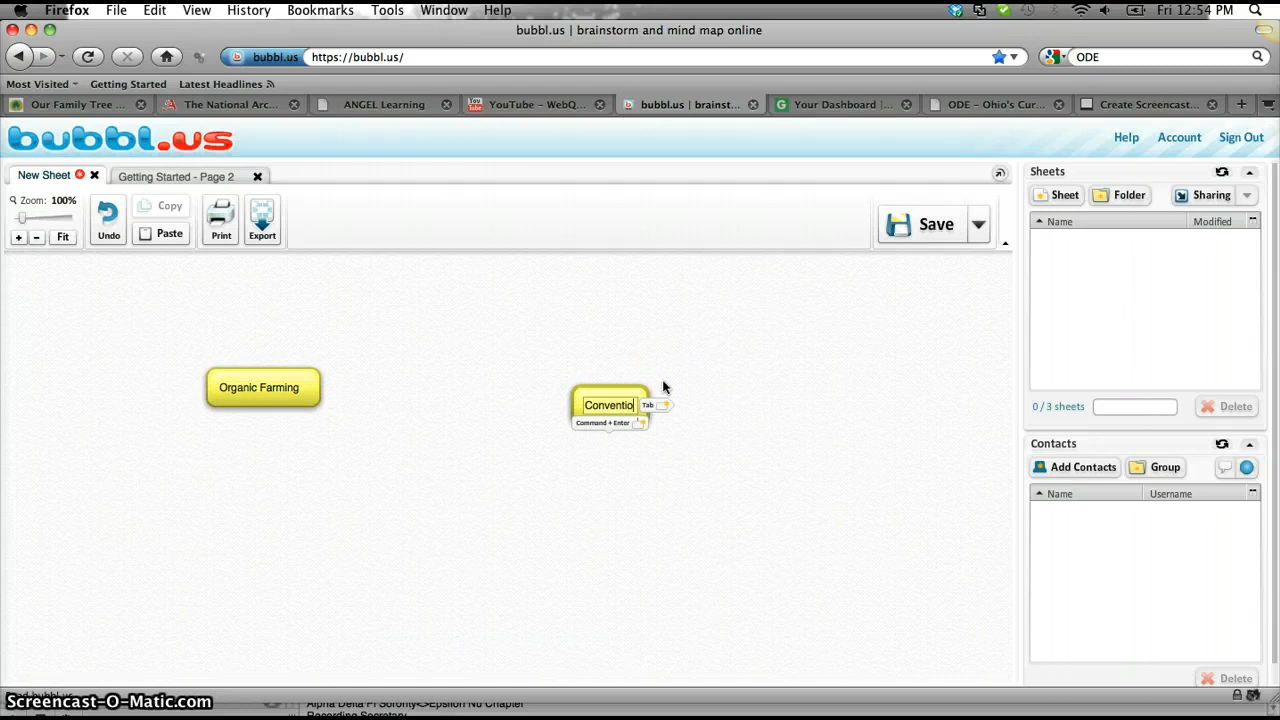 Firefox File Edit View History Bookmarks Tools Window Help Fri 12:54 PM
bubbl.us | brainstorm and mind map online
bubbl.us https://bubbl.us/ ODE
Most Visited Getting Started Latest Headlines
Our Family Tree ... The National Arc... ANGEL Learning YouTube – WebQ... bubbl.us | brainst... Your Dashboard |... ODE – Ohio's Cur... Create Screencast...
bubbl.us Help Account Sign Out
New Sheet Getting Started - Page 2
Zoom: 100%
Fit
Undo
Copy
Paste
Print
Export
Save
Sheets
Sheet Folder Sharing
Name Modified
Organic Farming
Conventio Tab
Command + Enter
0 / 3 sheets Delete
Contacts
Add Contacts Group
Name Username
Delete
Screencast-O-Matic.com
Alpha Delta Pi Sorority<>Epsilon Nu Chapter
Recording Secretary